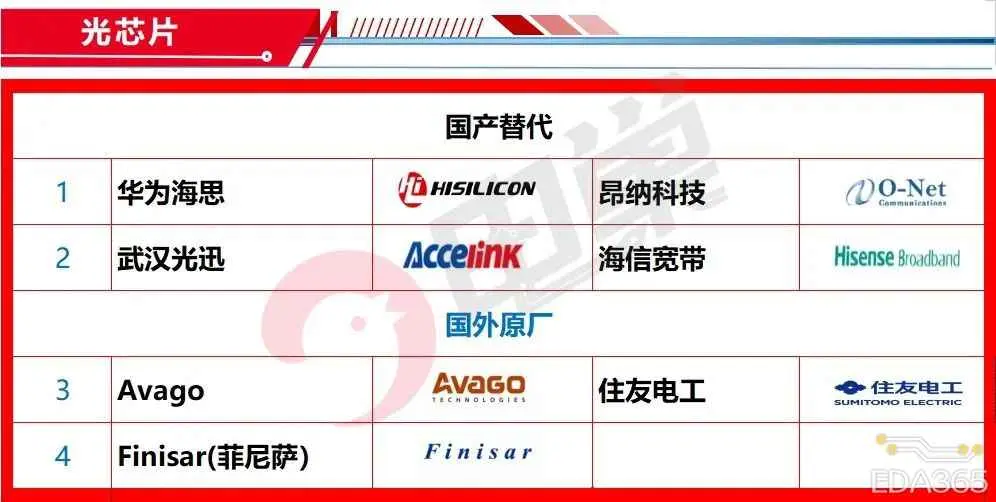 光芯片
国产替代
1 华为海思 Hi HISILICON 昂纳科技 O-Net Communications
2 武汉光迅 Accelink 海信宽带 Hisense Broadband
国外原厂
3 Avago AVAGO TECHNOLOGIES 住友电工 住友电工 SUMITOMO ELECTRIC
4 Finisar(菲尼萨) Finisar
EDA365